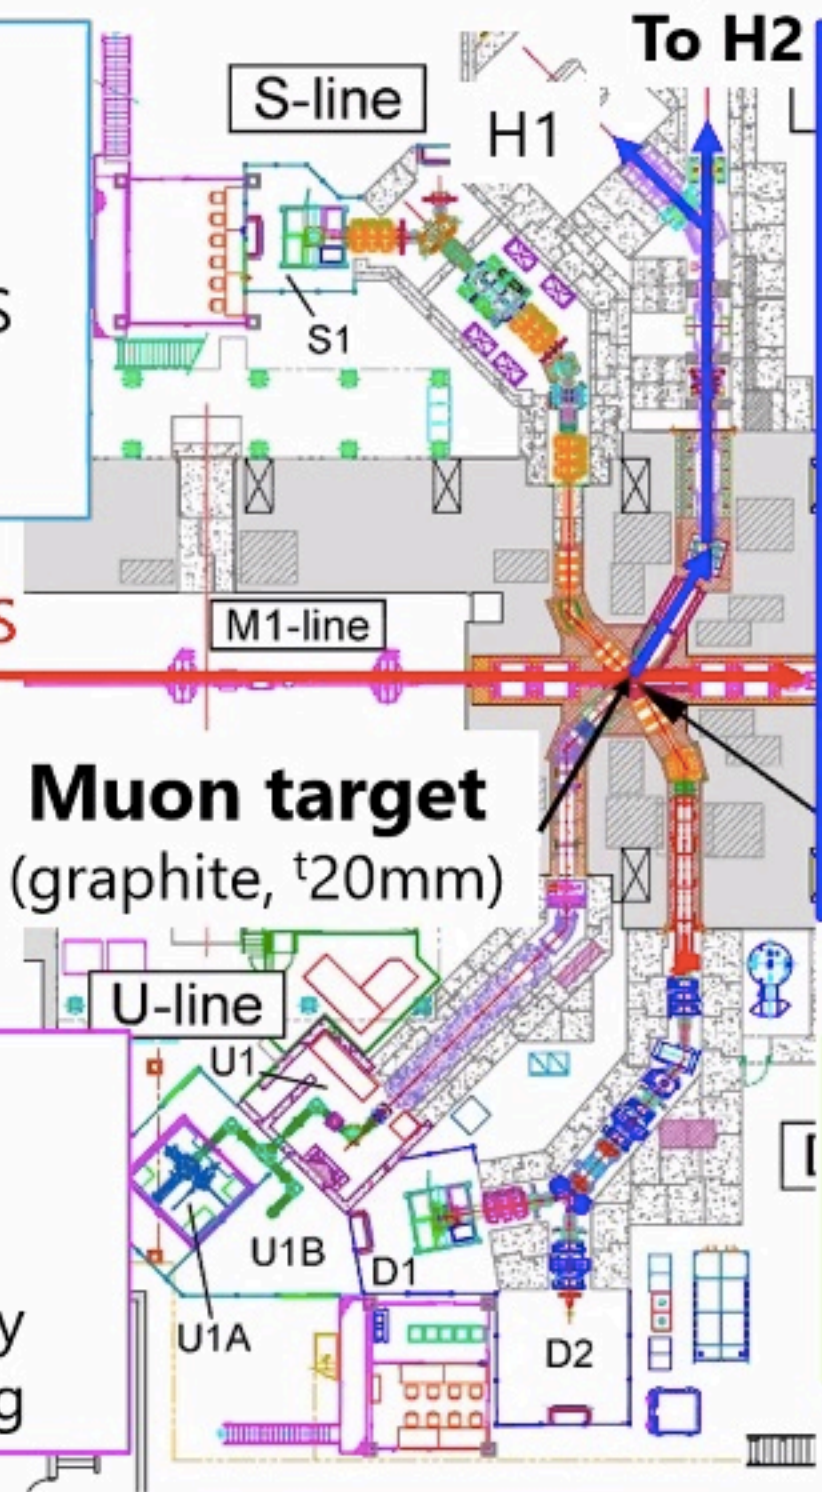 To H2
S-line
H1
S
S1
S
M1-line
Muon target
(graphite, ᵗ20mm)
U-line
U1
U1B
D1
U1A
D2
y
g